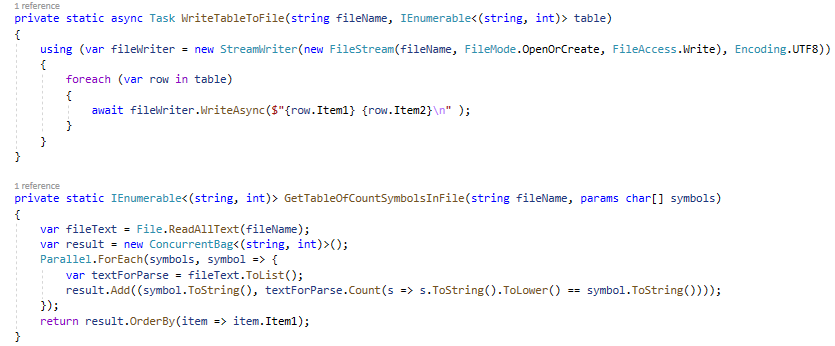 1 reference
private static async Task WriteTableToFile(string fileName, IEnumerable<(string, int)> table)
{
using (var fileWriter = new StreamWriter(new FileStream(fileName, FileMode.OpenOrCreate, FileAccess.Write), Encoding.UTF8))
{
foreach (var row in table)
{
await fileWriter.WriteAsync($"{row.Item1} {row.Item2}\n" );
}
}
}
1 reference
private static IEnumerable<(string, int)> GetTableOfCountSymbolsInFile(string fileName, params char[] symbols)
{
var fileText = File.ReadAllText(fileName);
var result = new ConcurrentBag<(string, int)>();
Parallel.ForEach(symbols, symbol => {
var textForParse = fileText.ToList();
result.Add((symbol.ToString(), textForParse.Count(s => s.ToString().ToLower() == symbol.ToString())));
});
return result.OrderBy(item => item.Item1);
}